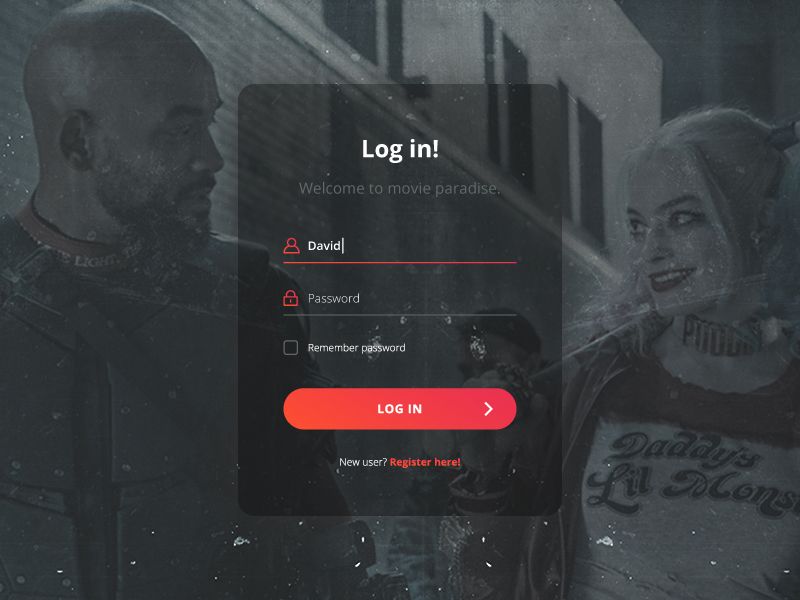 Log in!
Welcome to movie paradise.
David
Password
Remember password
LOG IN
New user? Register here!
LIGHT,
PUDDIN
Daddy's
Lil Monst